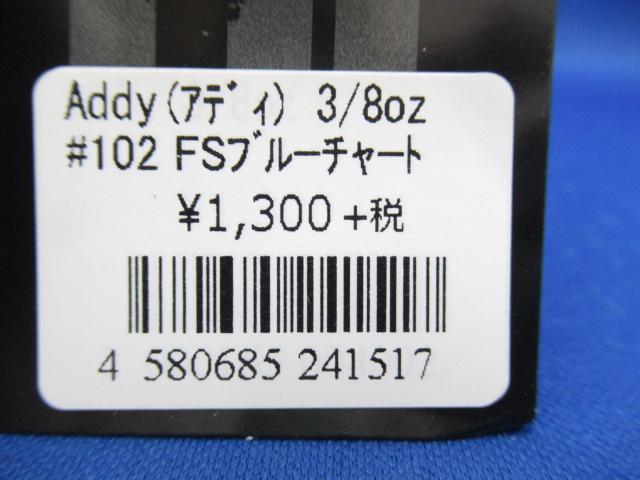 Addy(ｱﾃﾞｨ) 3/8oz
#102 FSﾌﾞﾙｰﾁｬｰﾄ
¥1,300+税
4 580685 241517